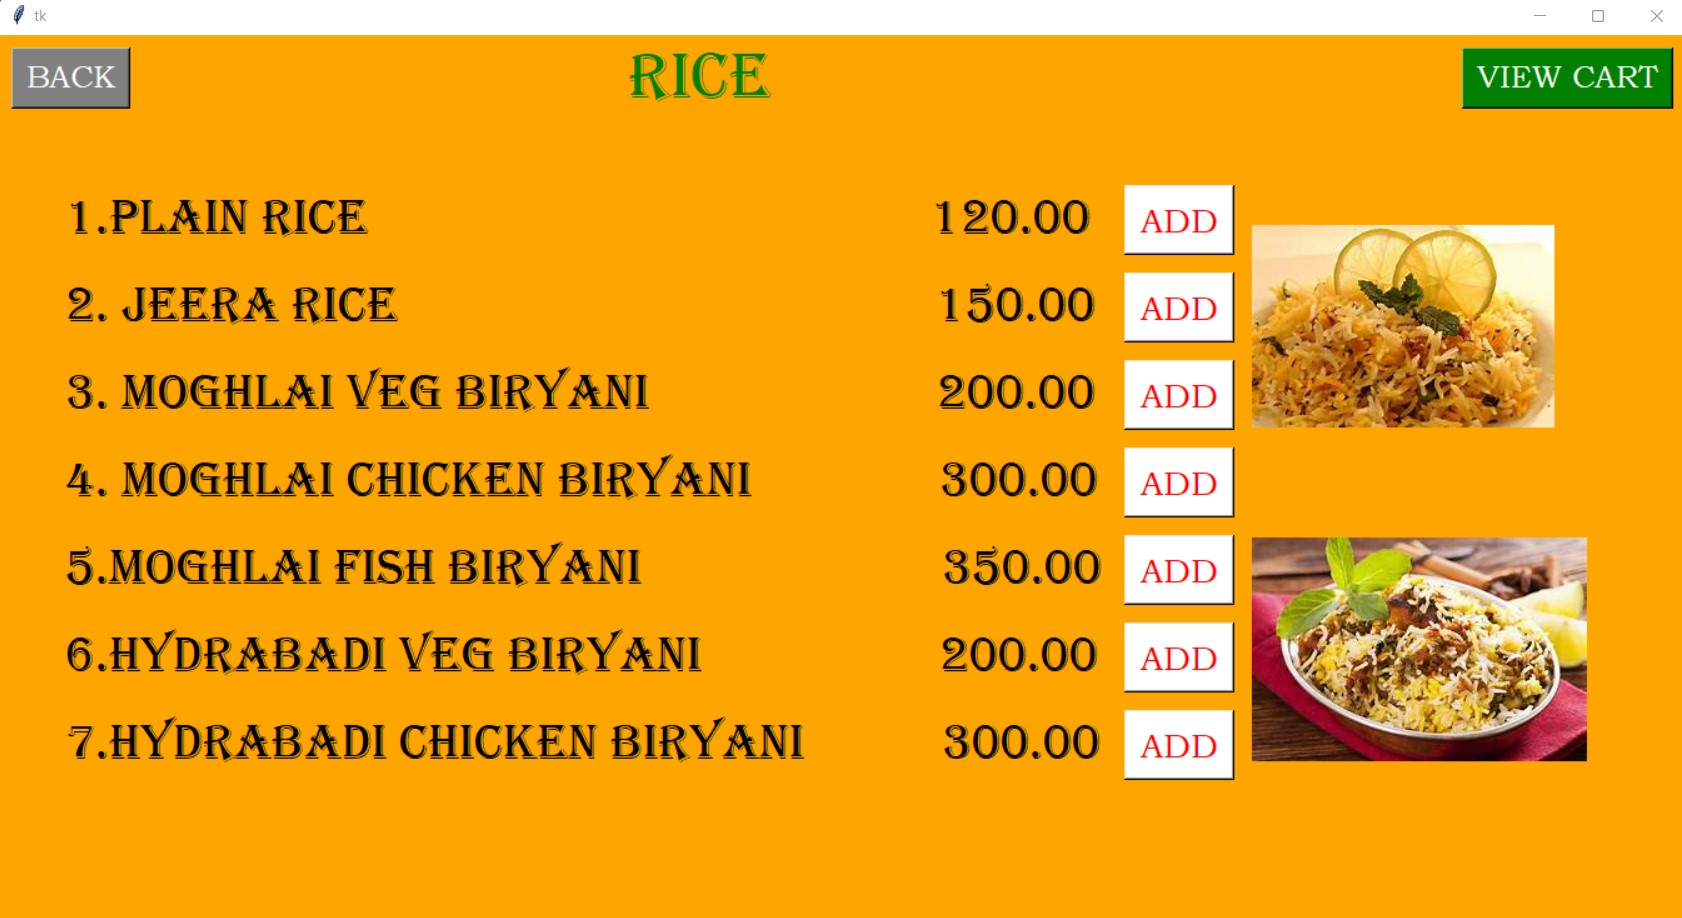 tk
BACK RICE VIEW CART
1.PLAIN RICE 120.00 ADD
2. JEERA RICE 150.00 ADD
3. MOGHLAI VEG BIRYANI 200.00 ADD
4. MOGHLAI CHICKEN BIRYANI 300.00 ADD
5.MOGHLAI FISH BIRYANI 350.00 ADD
6.HYDRABADI VEG BIRYANI 200.00 ADD
7.HYDRABADI CHICKEN BIRYANI 300.00 ADD